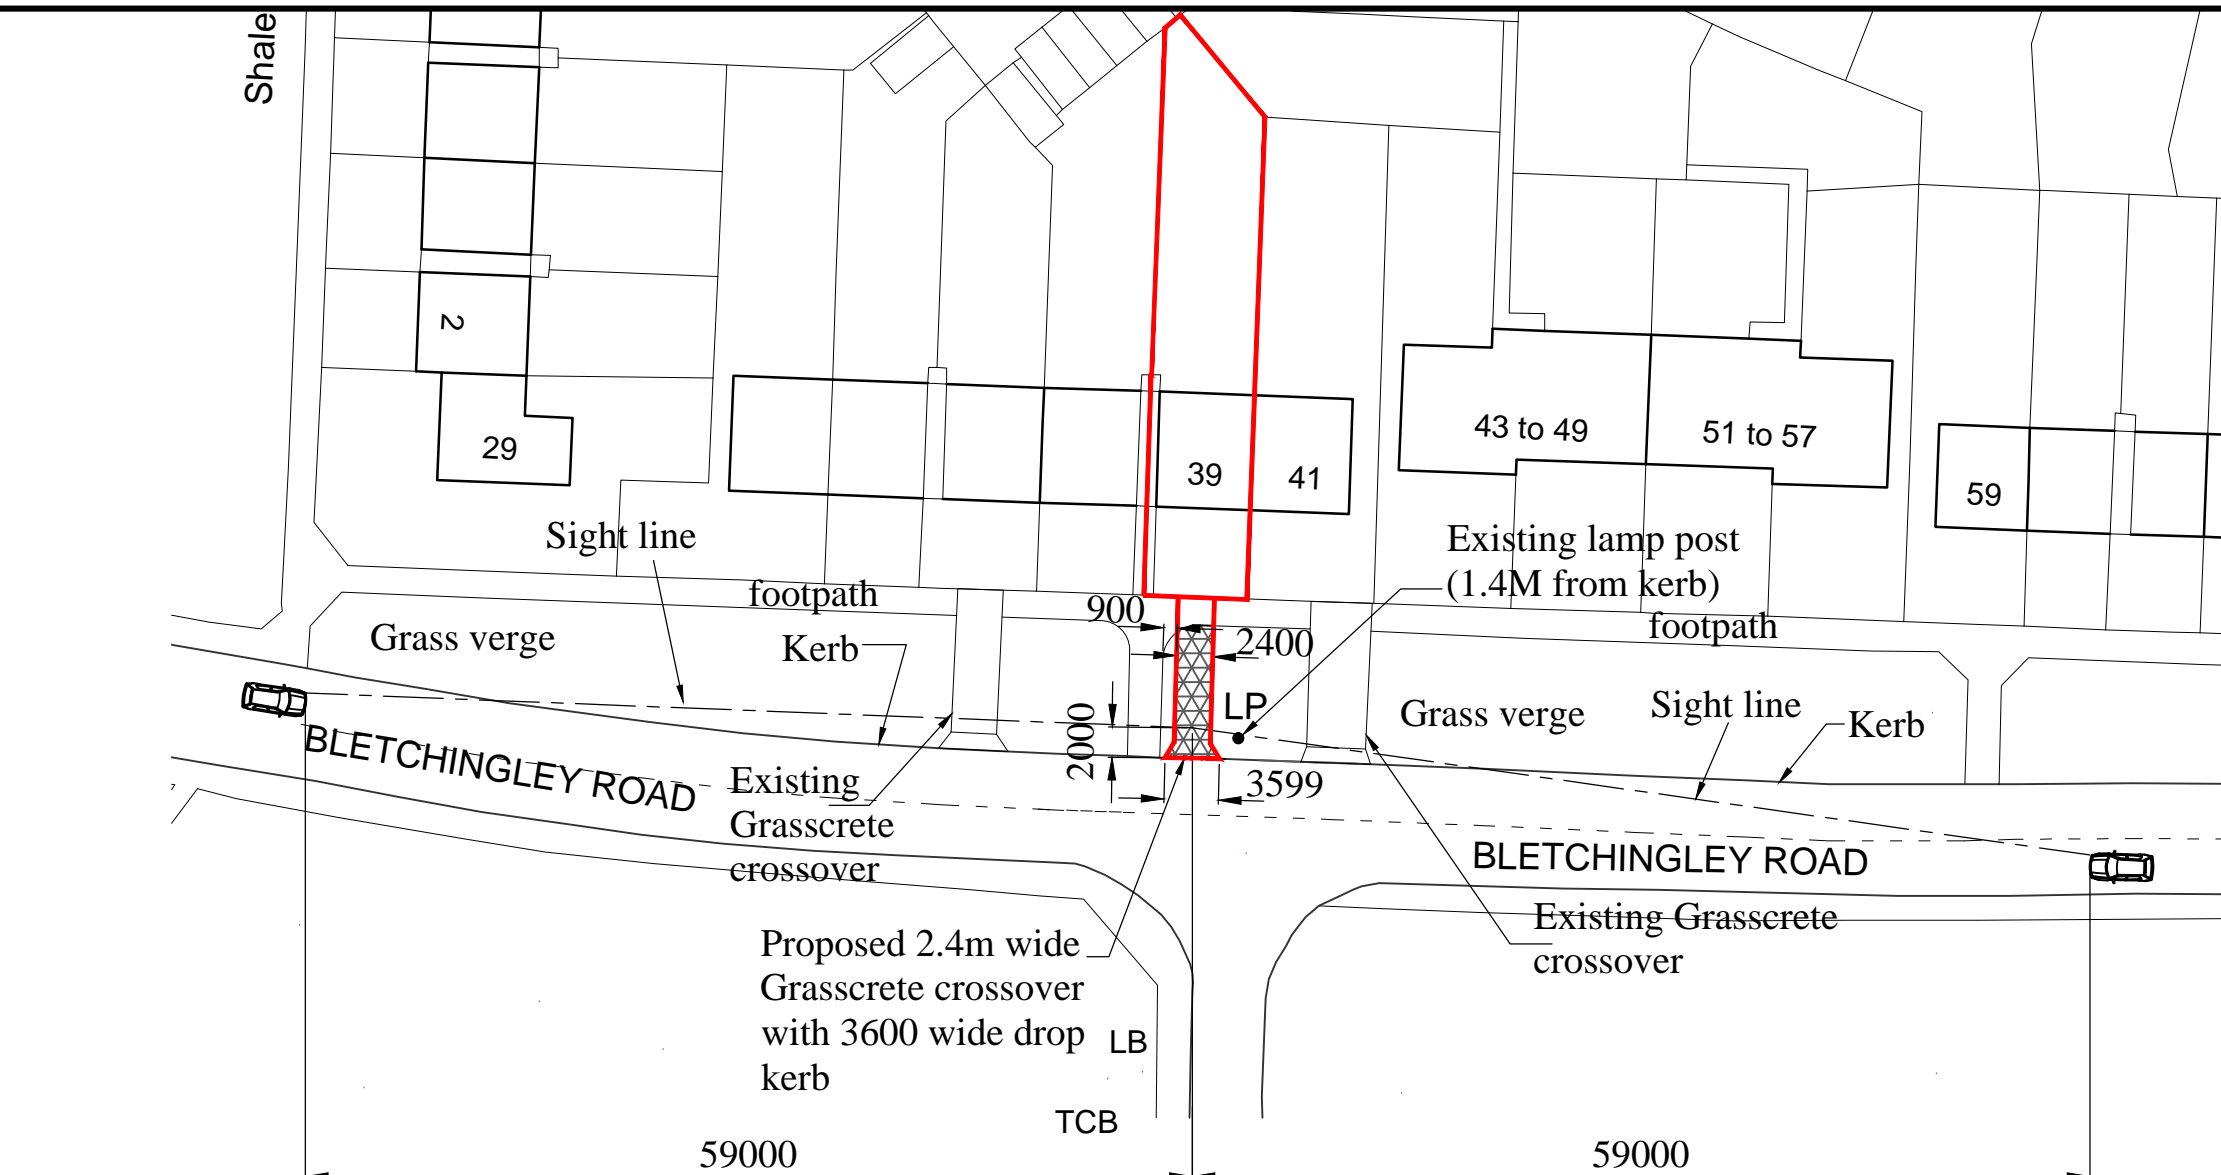 Shale
2
29
39
41
43 to 49
51 to 57
59
Sight line
footpath
Grass verge
Kerb
900
2400
Existing lamp post
(1.4M from kerb)
footpath
LP
Grass verge
Sight line
Kerb
2000
3599
BLETCHINGLEY ROAD
Existing
Grasscrete
crossover
BLETCHINGLEY ROAD
Existing Grasscrete
crossover
Proposed 2.4m wide
Grasscrete crossover
with 3600 wide drop
kerb
LB
TCB
59000
59000